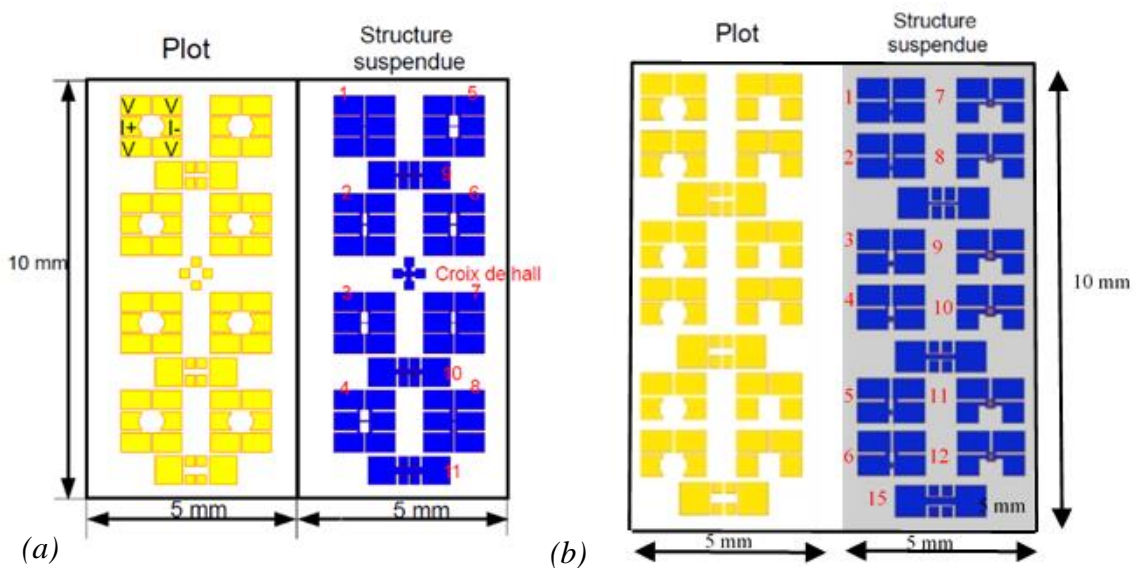 Plot
Structure
suspendue
V V
I+ I-
V V
1
5
9
2
6
Croix de hall
3
7
10
4
8
11
10 mm
5 mm
5 mm
(a)
Plot
Structure
suspendue
1
7
2
8
3
9
4
10
5
11
6
12
15
5 mm
10 mm
5 mm
5 mm
(b)